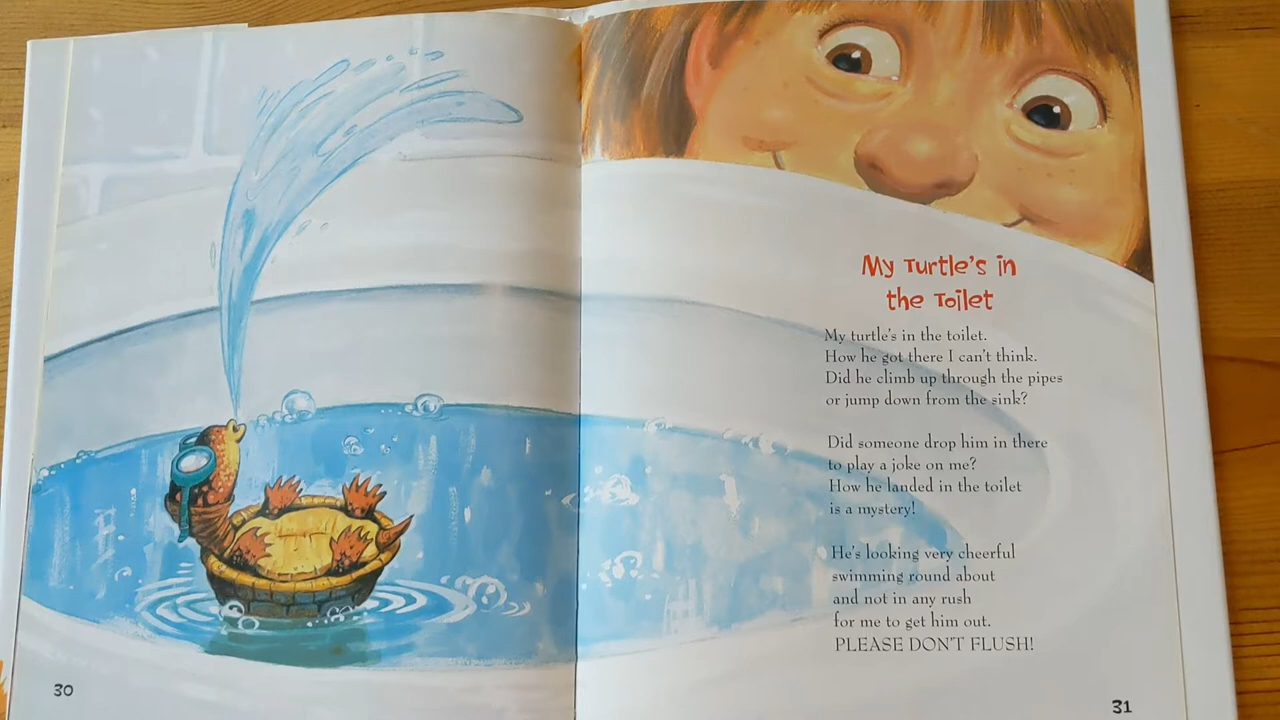 My Turtle's in
the Toilet
My turtle's in the toilet.
How he got there I can't think.
Did he climb up through the pipes
or jump down from the sink?
Did someone drop him in there
to play a joke on me?
How he landed in the toilet
is a mystery!
He's looking very cheerful
swimming round about
and not in any rush
for me to get him out.
PLEASE DON'T FLUSH!
30
31